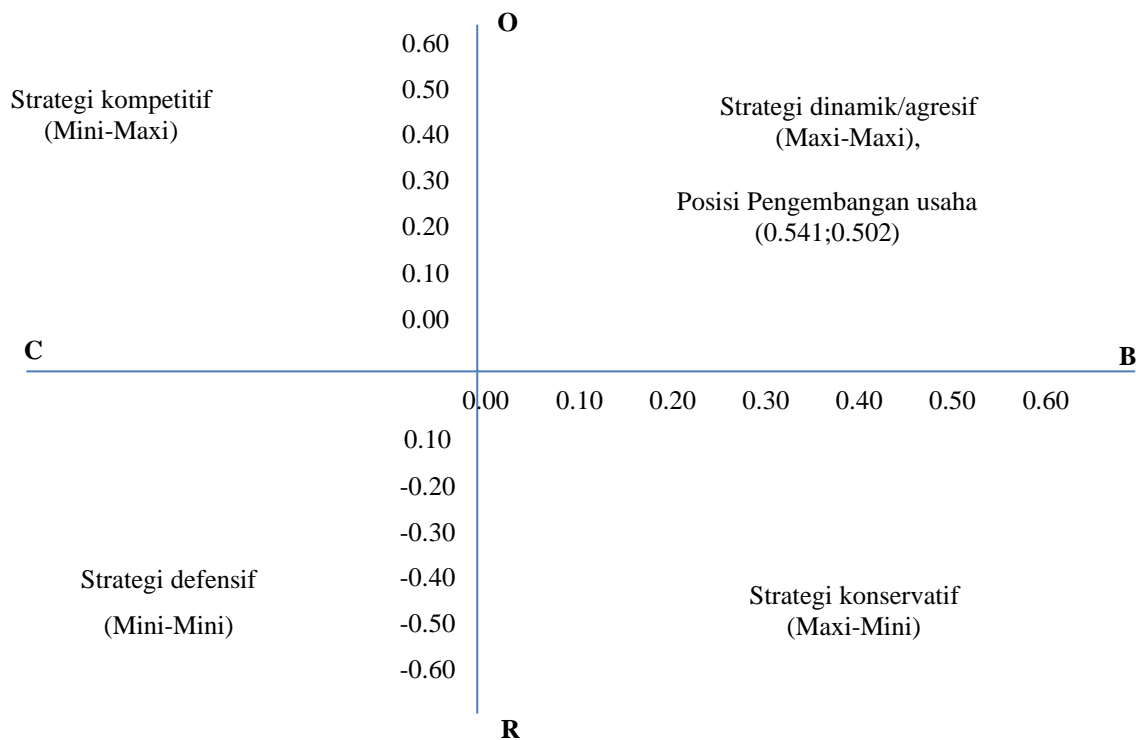 O
0.60
0.50
0.40
0.30
0.20
0.10
0.00
Strategi kompetitif
(Mini-Maxi)
Strategi dinamik/agresif
(Maxi-Maxi),
Posisi Pengembangan usaha
(0.541;0.502)
C
B
0.00 0.10 0.20 0.30 0.40 0.50 0.60
0.10
-0.20
-0.30
-0.40
-0.50
-0.60
Strategi defensif
(Mini-Mini)
Strategi konservatif
(Maxi-Mini)
R